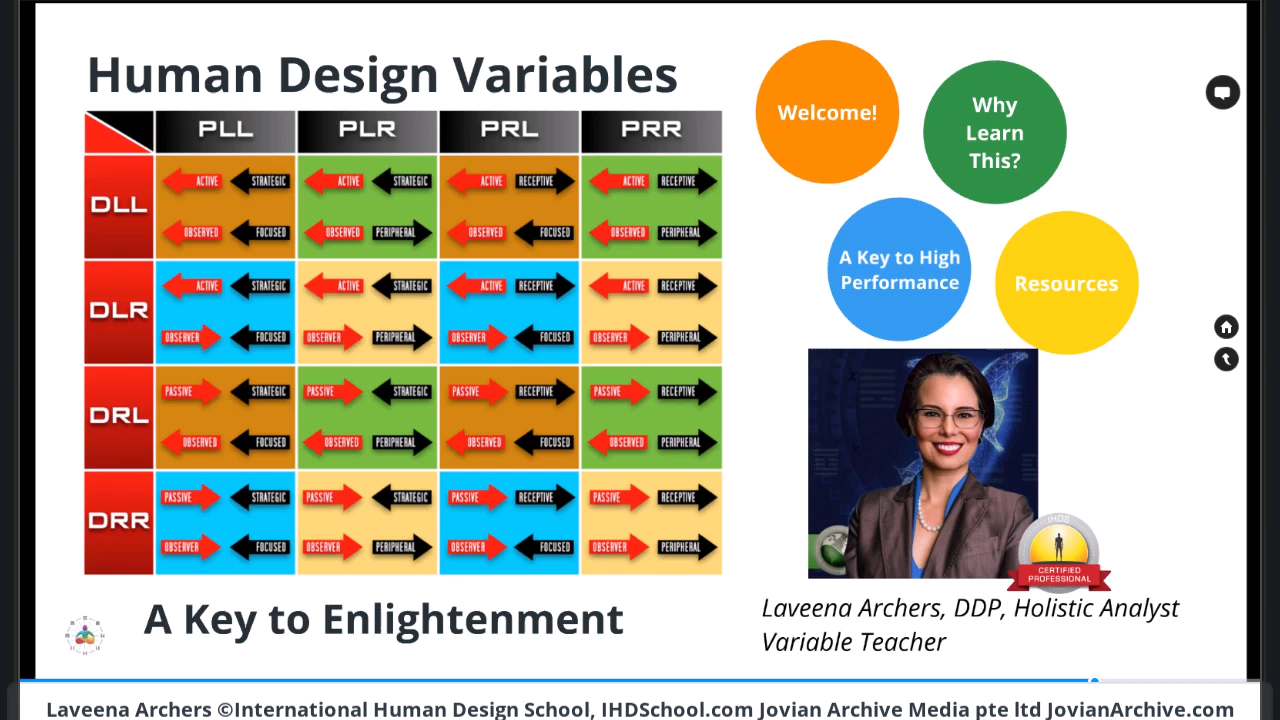 Human Design Variables
PLL PLR PRL PRR
DLL
ACTIVE STRATEGIC ACTIVE STRATEGIC ACTIVE RECEPTIVE ACTIVE RECEPTIVE
OBSERVED FOCUSED OBSERVED PERIPHERAL OBSERVED FOCUSED OBSERVED PERIPHERAL
DLR
ACTIVE STRATEGIC ACTIVE STRATEGIC ACTIVE RECEPTIVE ACTIVE RECEPTIVE
OBSERVER FOCUSED OBSERVER PERIPHERAL OBSERVER FOCUSED OBSERVER PERIPHERAL
DRL
PASSIVE STRATEGIC PASSIVE STRATEGIC PASSIVE RECEPTIVE PASSIVE RECEPTIVE
OBSERVED FOCUSED OBSERVED PERIPHERAL OBSERVED FOCUSED OBSERVED PERIPHERAL
DRR
PASSIVE STRATEGIC PASSIVE STRATEGIC PASSIVE RECEPTIVE PASSIVE RECEPTIVE
OBSERVER FOCUSED OBSERVER PERIPHERAL OBSERVER FOCUSED OBSERVER PERIPHERAL
A Key to Enlightenment
Welcome!
Why
Learn
This?
A Key to High
Performance
Resources
IHDS
CERTIFIED
PROFESSIONAL
Laveena Archers, DDP, Holistic Analyst
Variable Teacher
Laveena Archers ©International Human Design School, IHDSchool.com Jovian Archive Media pte ltd JovianArchive.com